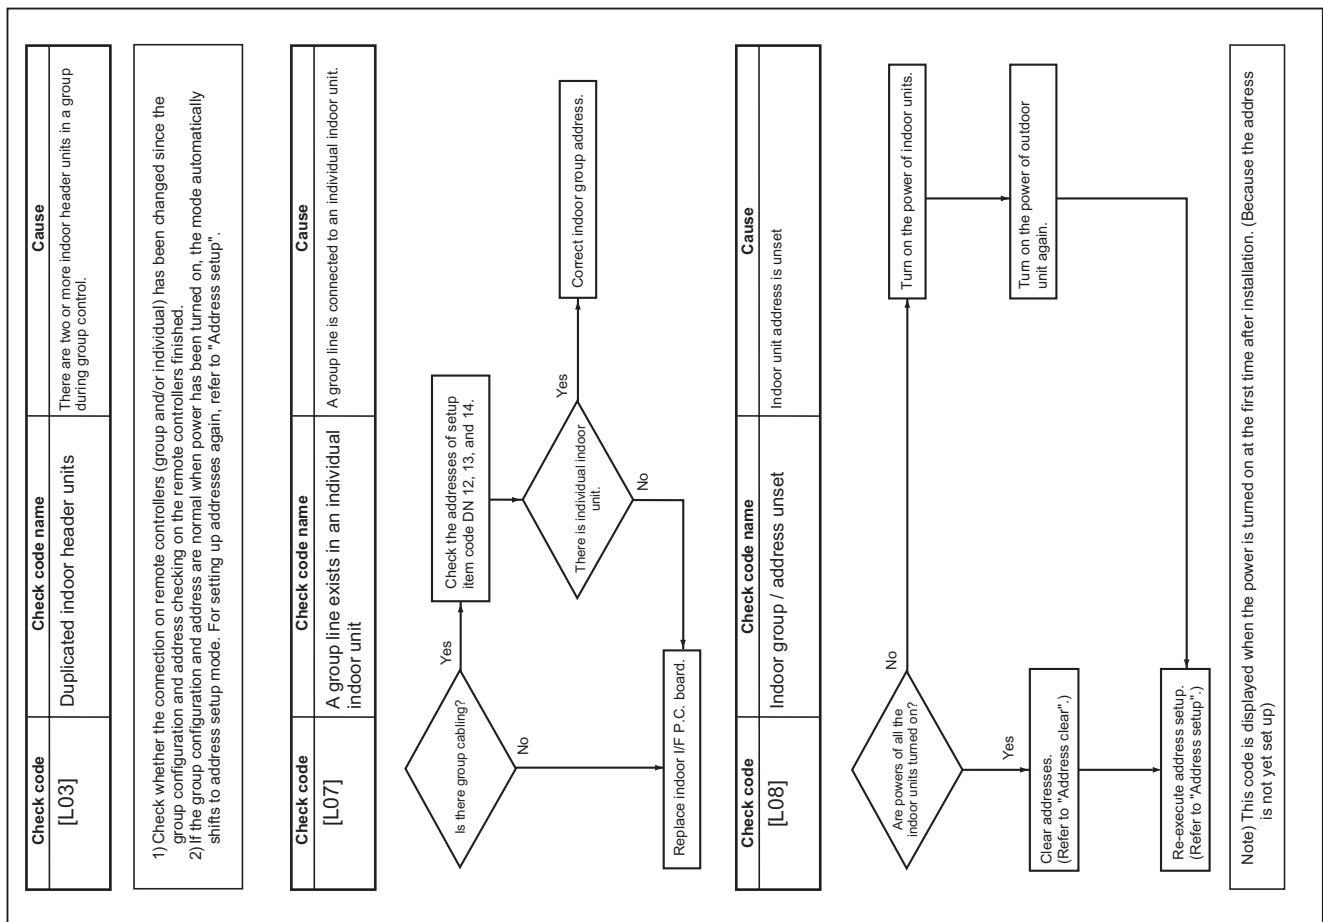 Check code
Check code name
Cause
[L03]
Duplicated indoor header units
There are two or more indoor header units in a group
during group control.
1) Check whether the connection on remote controllers (group and/or individual) has been changed since the
group configuration and address checking on the remote controllers finished.
2) If the group configuration and address are normal when power has been turned on, the mode automatically
shifts to address setup mode. For setting up addresses again, refer to "Address setup".
Check code
Check code name
Cause
[L07]
A group line exists in an individual
indoor unit
A group line is connected to an individual indoor unit.
Is there group cabling?
Yes
No
Check the addresses of setup
item code DN 12, 13, and 14.
There is individual indoor
unit.
Yes
No
Correct indoor group address.
Replace indoor I/F P.C. board.
Check code
Check code name
Cause
[L08]
Indoor group / address unset
Indoor unit address is unset
Are powers of all the
indoor units turned on?
No
Yes
Turn on the power of indoor units.
Turn on the power of outdoor
unit again.
Clear addresses.
(Refer to "Address clear".)
Re-execute address setup.
(Refer to "Address setup".)
Note) This code is displayed when the power is turned on at the first time after installation. (Because the address
is not yet set up)